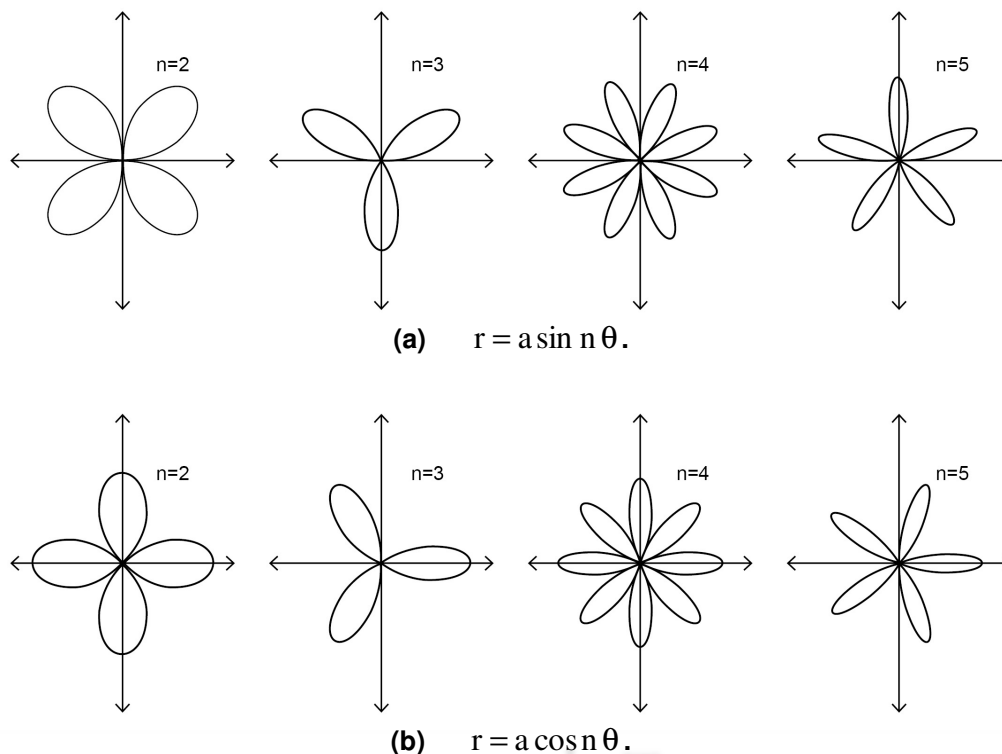 n=2 n=3 n=4 n=5
(a) r = a sin n θ.
n=2 n=3 n=4 n=5
(b) r = a cos n θ.